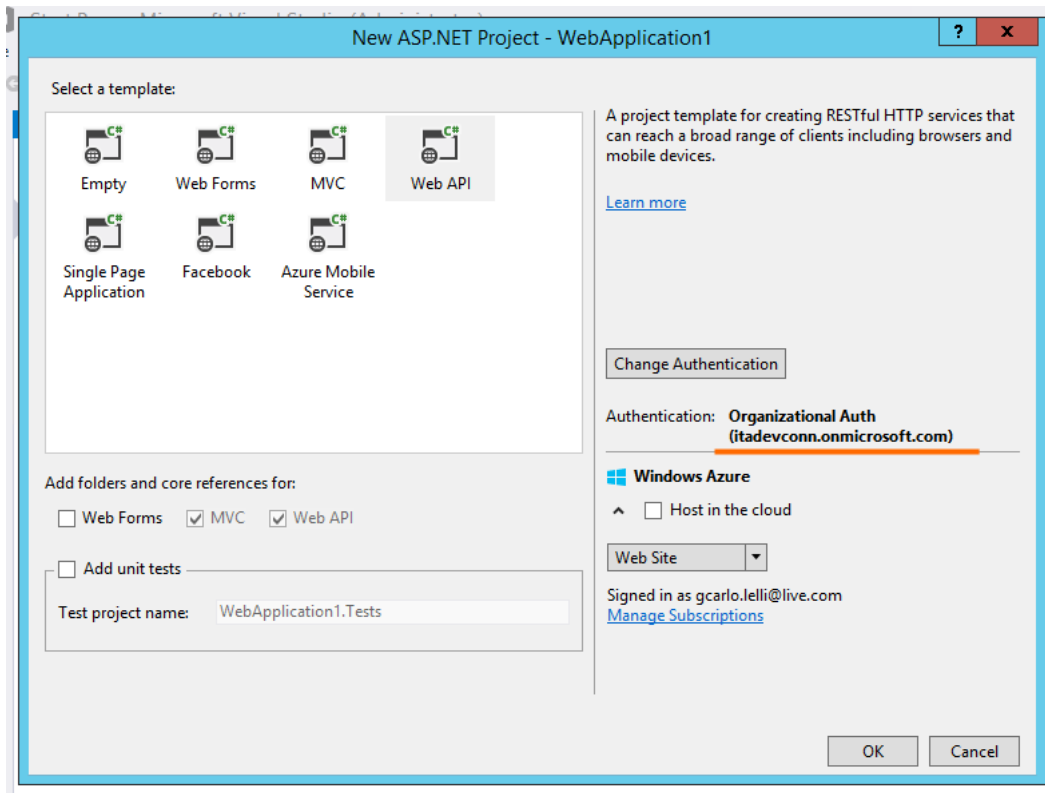 New ASP.NET Project - WebApplication1
?
x
Select a template:
C#
C#
C#
C#
Empty
Web Forms
MVC
Web API
C#
C#
C#
Single Page
Application
Facebook
Azure Mobile
Service
A project template for creating RESTful HTTP services that
can reach a broad range of clients including browsers and
mobile devices.
Learn more
Change Authentication
Authentication: Organizational Auth
(itadevconn.onmicrosoft.com)
Add folders and core references for:
Web Forms
MVC
Web API
Add unit tests
Test project name: WebApplication1.Tests
Windows Azure
Host in the cloud
Web Site
Signed in as gcarlo.lelli@live.com
Manage Subscriptions
OK
Cancel